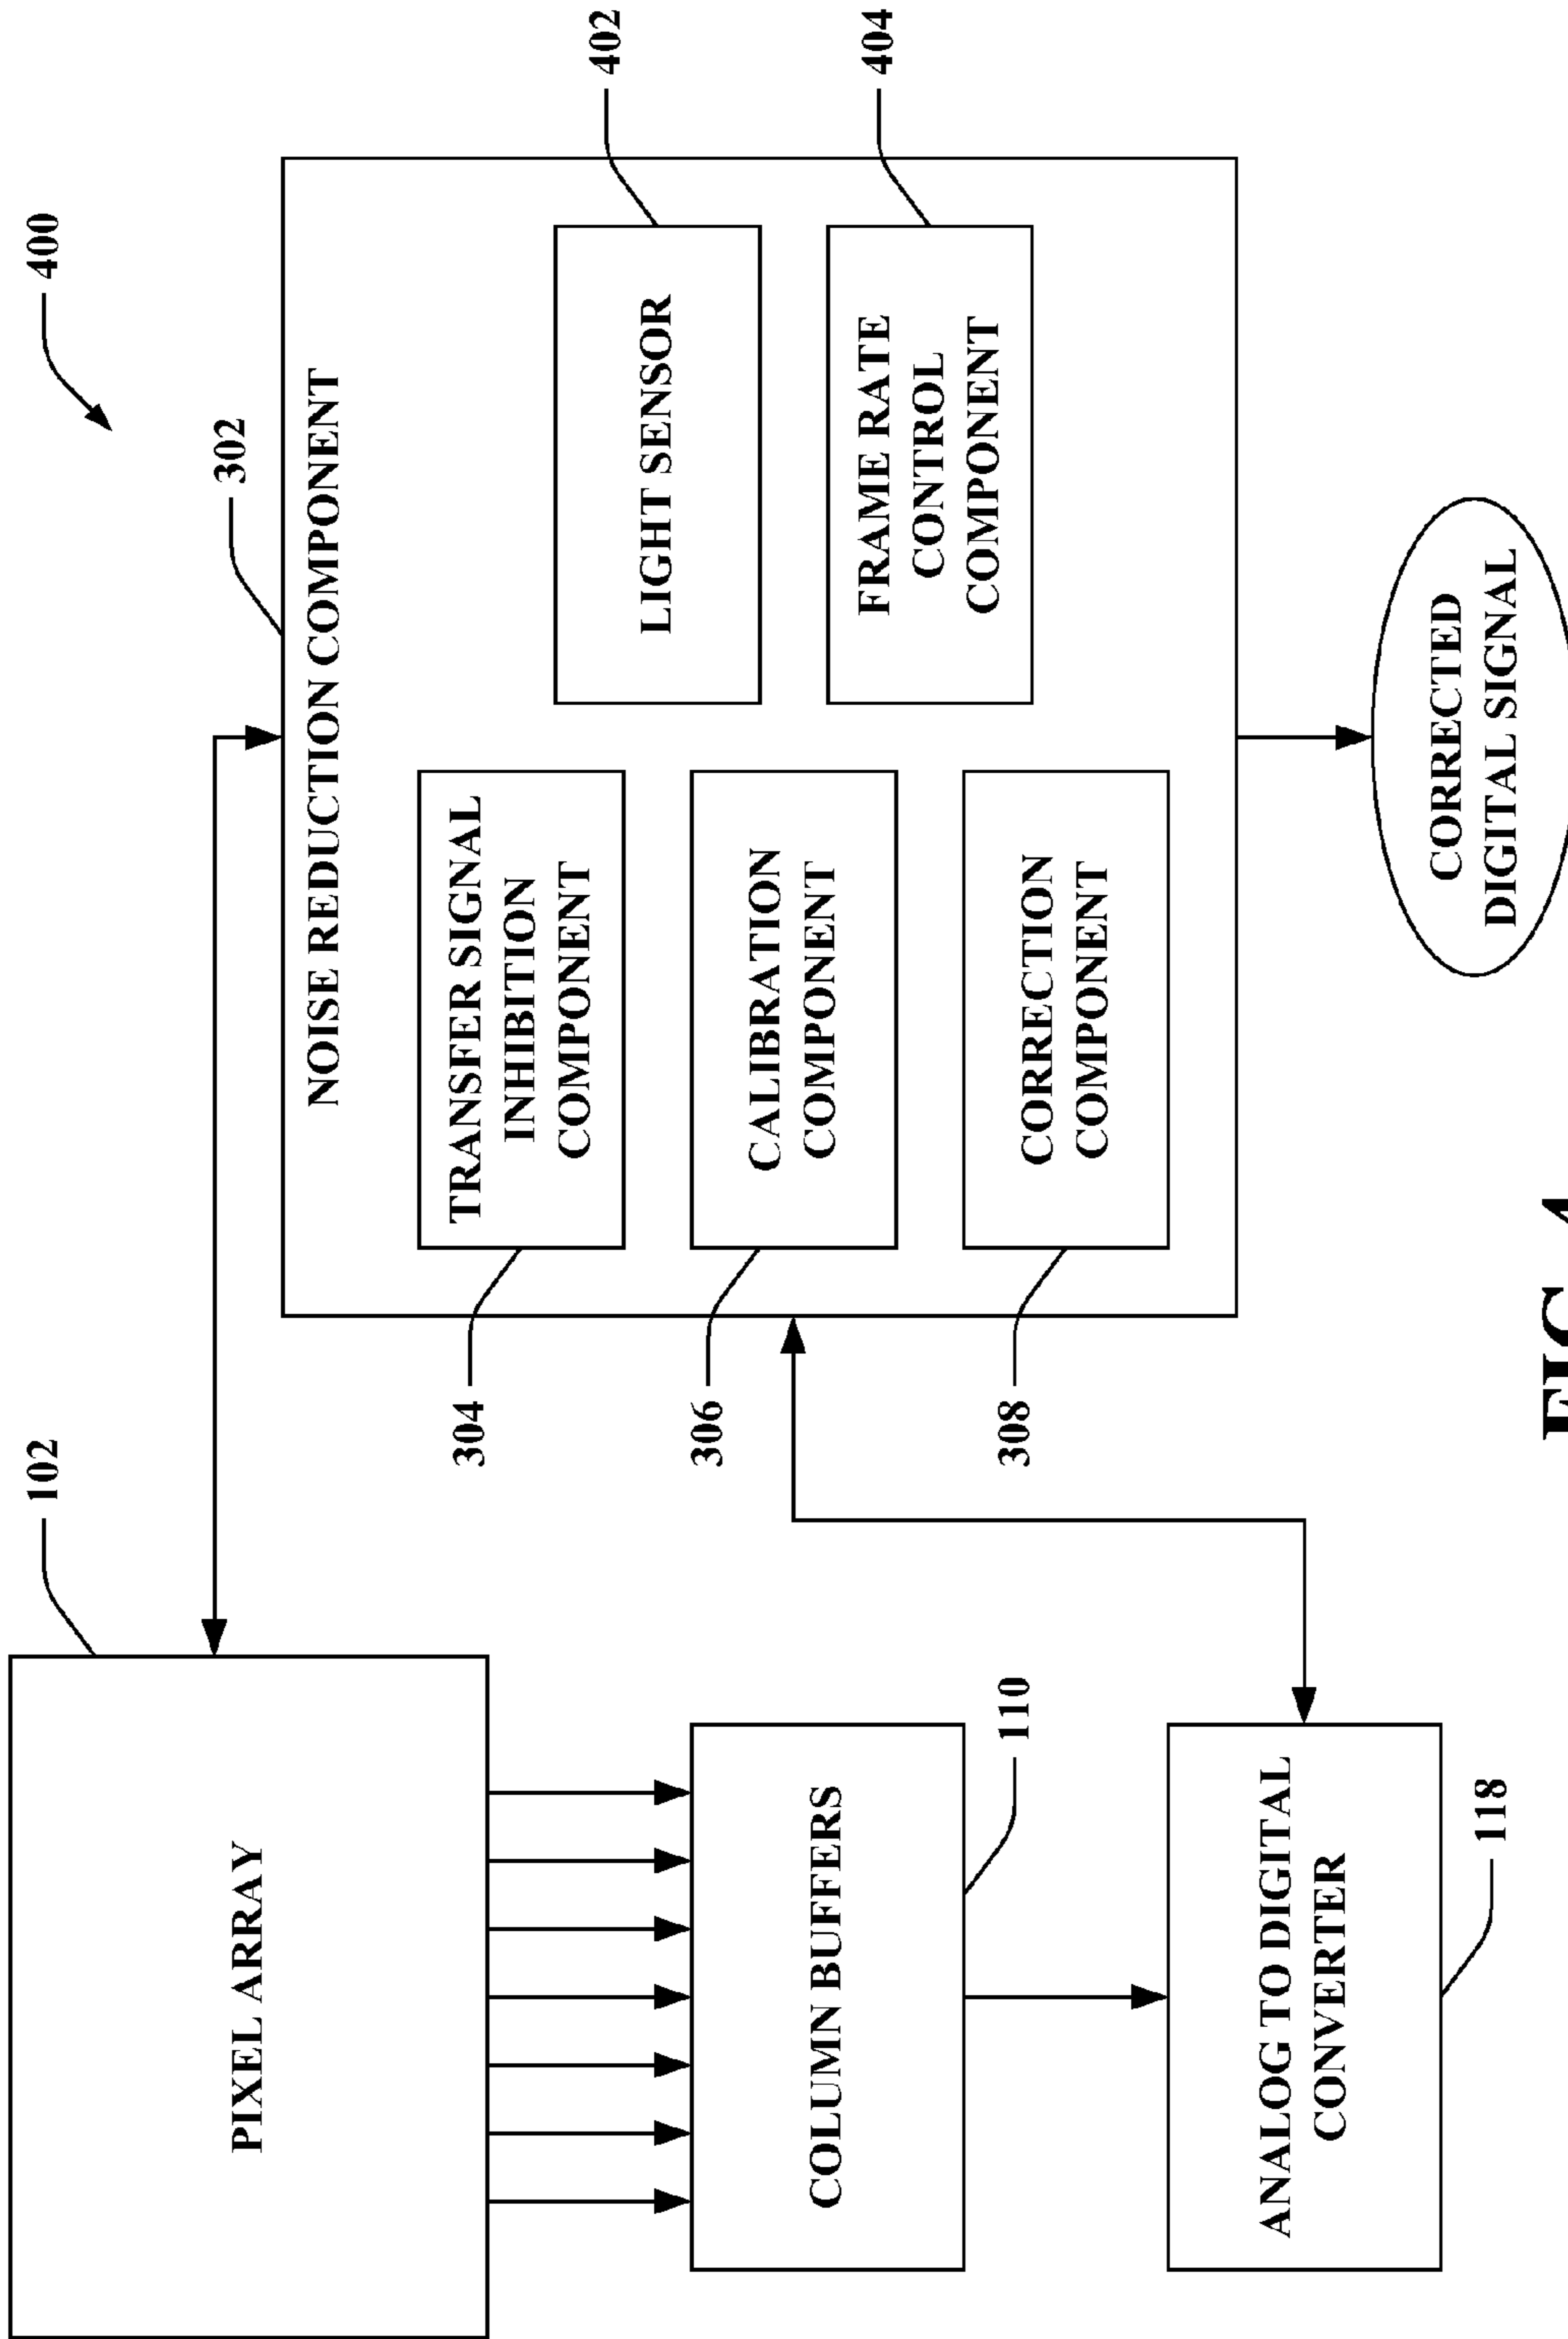 400
102
302
PIXEL ARRAY
NOISE REDUCTION COMPONENT
304
TRANSFER SIGNAL
INHIBITION
COMPONENT
LIGHT SENSOR
402
COLUMN BUFFERS
110
306
CALIBRATION
COMPONENT
FRAME RATE
CONTROL
COMPONENT
404
308
CORRECTION
COMPONENT
ANALOG TO DIGITAL
CONVERTER
118
CORRECTED
DIGITAL SIGNAL
FIG. 4